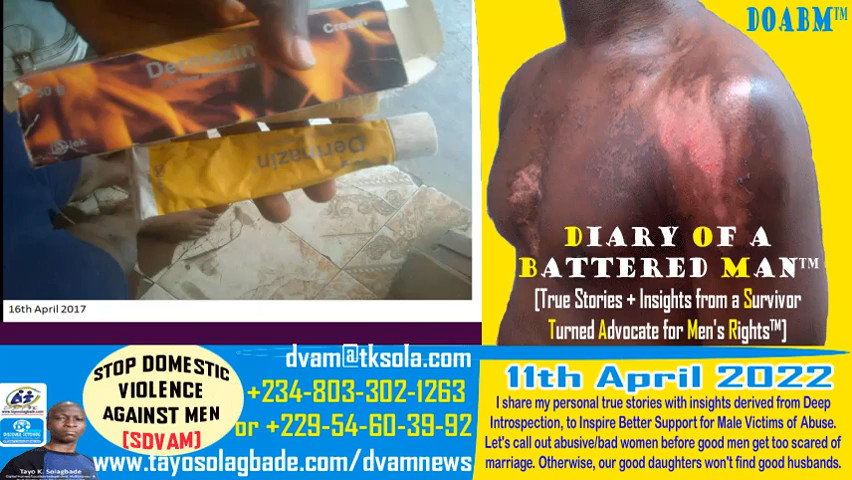 Dermazin
Cream
50 g
Dermazin
16th April 2017
DOABM™
DIARY OF A
BATTERED MAN™
[True Stories + Insights from a Survivor
Turned Advocate for Men's Rights™]
STOP DOMESTIC
VIOLENCE
AGAINST MEN
[SDVAM]
dvam@tksola.com
+234-803-302-1263
or +229-54-60-39-92
www.tayosolagbade.com/dvamnews
www.tayosolagbade.com
Tayo K. Solagbade
11th April 2022
I share my personal true stories with insights derived from Deep
Introspection, to Inspire Better Support for Male Victims of Abuse.
Let's call out abusive/bad women before good men get too scared of
marriage. Otherwise, our good daughters won't find good husbands.